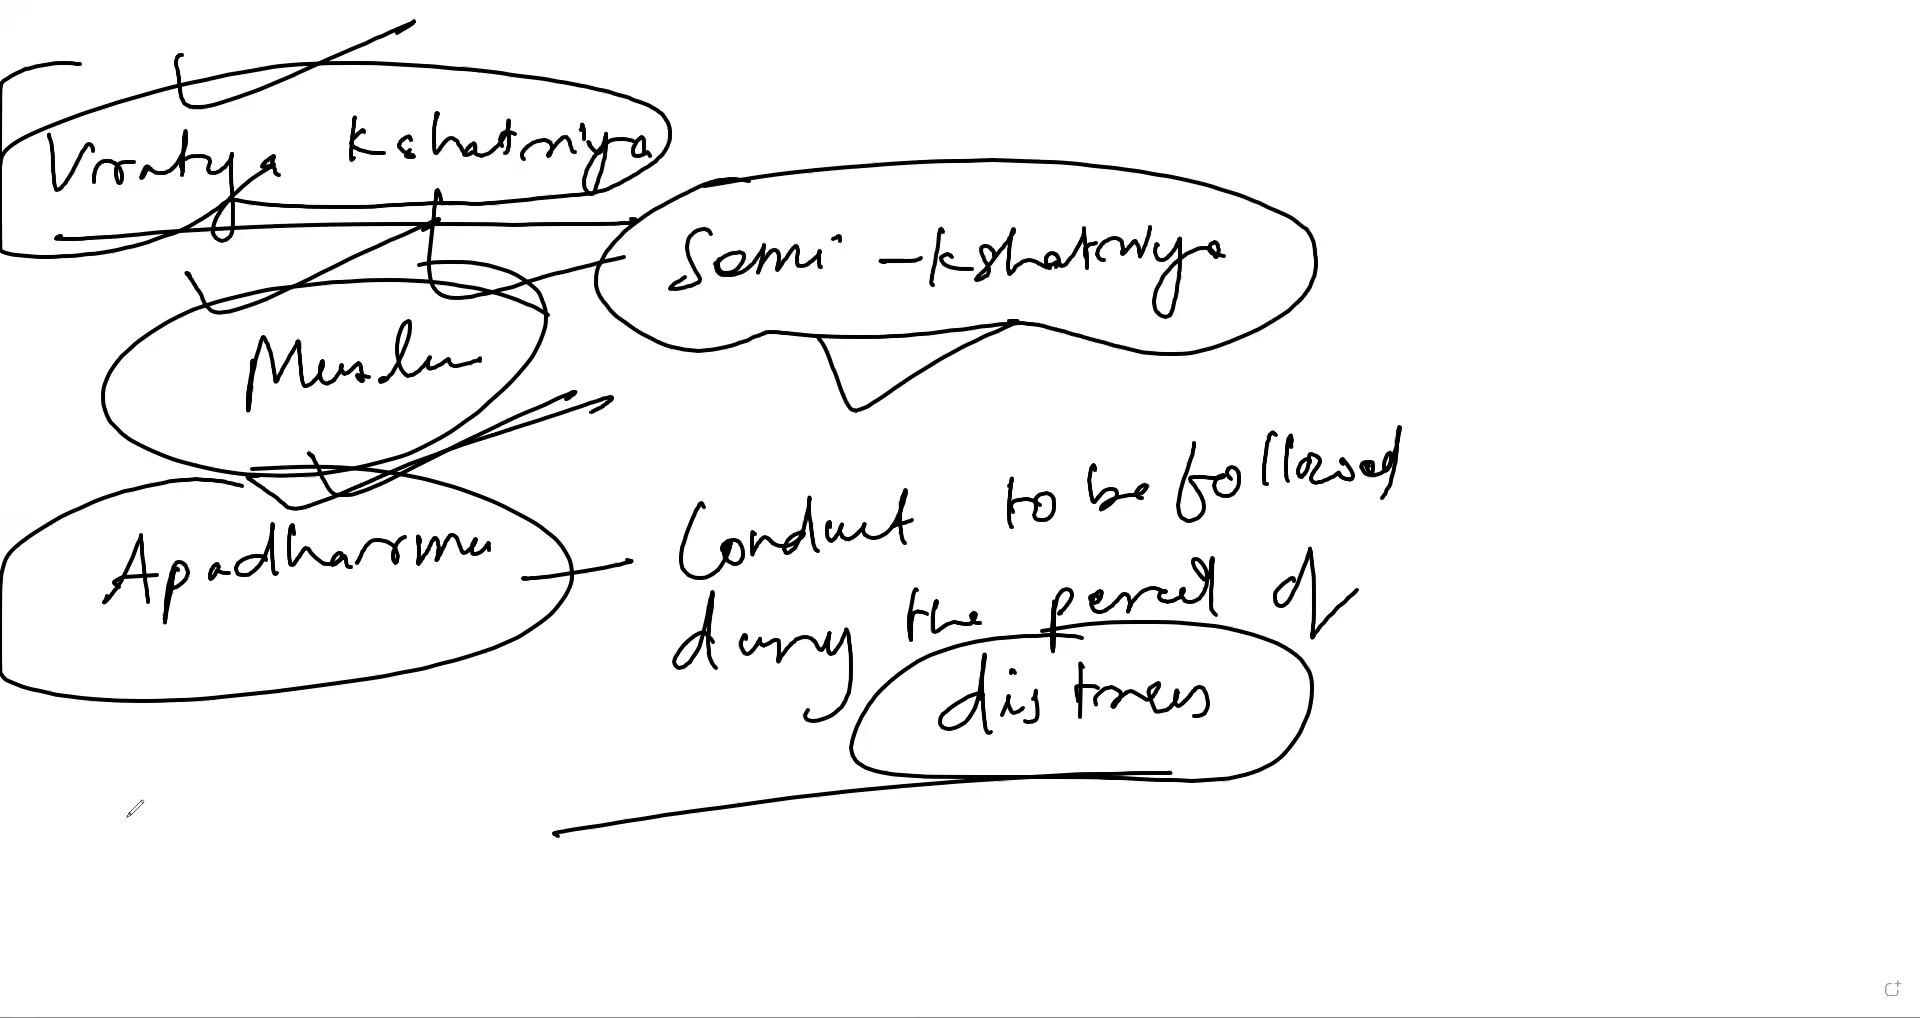 Vratya Kshatriya
Semi - Kshatriya
Apadharma - Conduct to be followed
during the period of
distress